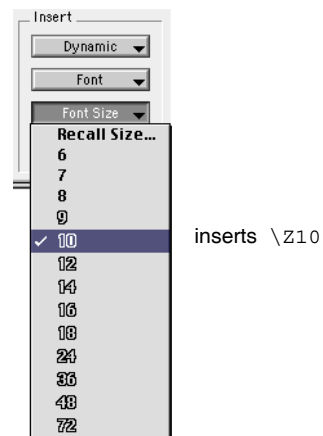 Insert
Dynamic
Font
Font Size
Recall Size...
6
7
8
9
✓ 10
inserts \Z10
12
14
16
18
24
36
48
72